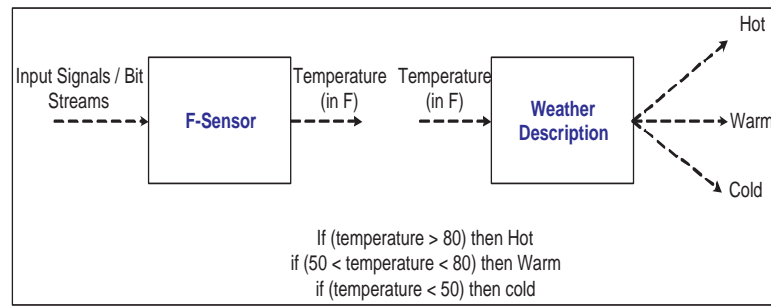 Input Signals / Bit
Streams
F-Sensor
Temperature
(in F)
Temperature
(in F)
Weather
Description
Hot
Warm
Cold
If (temperature > 80) then Hot
if (50 < temperature < 80) then Warm
if (temperature < 50) then cold